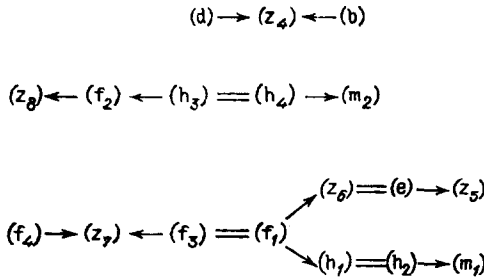 (d) → (z₄) ← (b)
(z₈) ← (f₂) ← (h₃) = (h₄) → (m₂)
(z₆) = (e) → (z₅)
(f₄) → (z₇) ← (f₃) = (f₁)
(h₁) = (h₂) → (m₁)